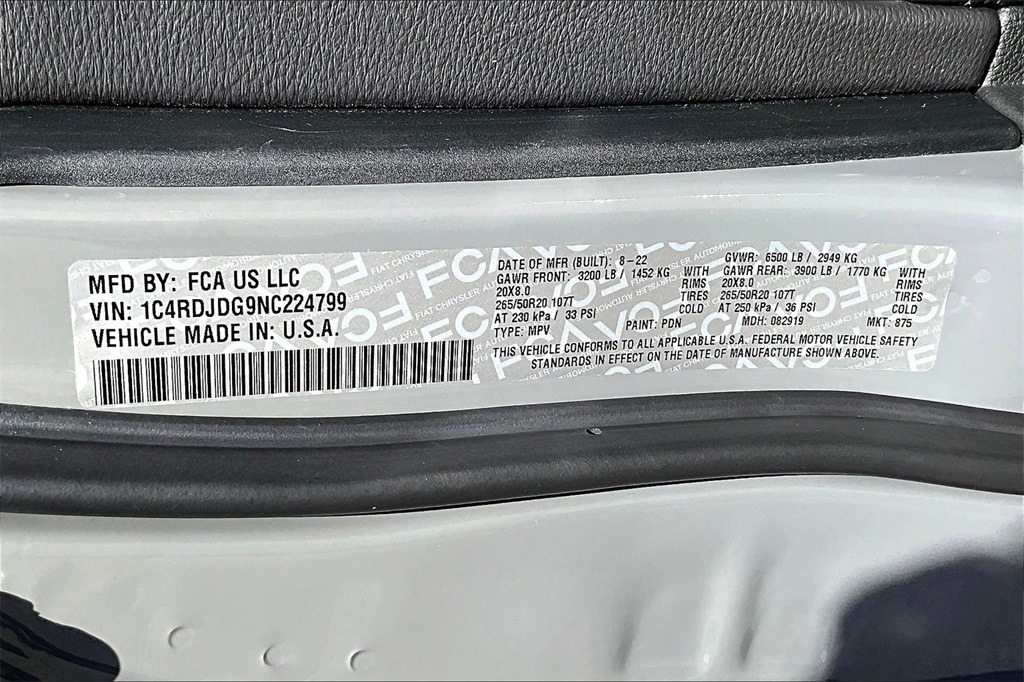 MFD BY: FCA US LLC
VIN: 1C4RDJDG9NC224799
VEHICLE MADE IN: U.S.A.
DATE OF MFR (BUILT): 8-22 GVWR: 6500 LB / 2949 KG
GAWR FRONT: 3200 LB / 1452 KG WITH GAWR REAR: 3900 LB / 1770 KG WITH
20X8.0 RIMS 20X8.0 RIMS
265/50R20 107T TIRES 265/50R20 107T TIRES
AT 230 kPa / 33 PSI COLD AT 250 kPa / 36 PSI COLD
TYPE: MPV PAINT: PDN MDH: 082919 MKT: 875
THIS VEHICLE CONFORMS TO ALL APPLICABLE U.S.A. FEDERAL MOTOR VEHICLE SAFETY
STANDARDS IN EFFECT ON THE DATE OF MANUFACTURE SHOWN ABOVE.